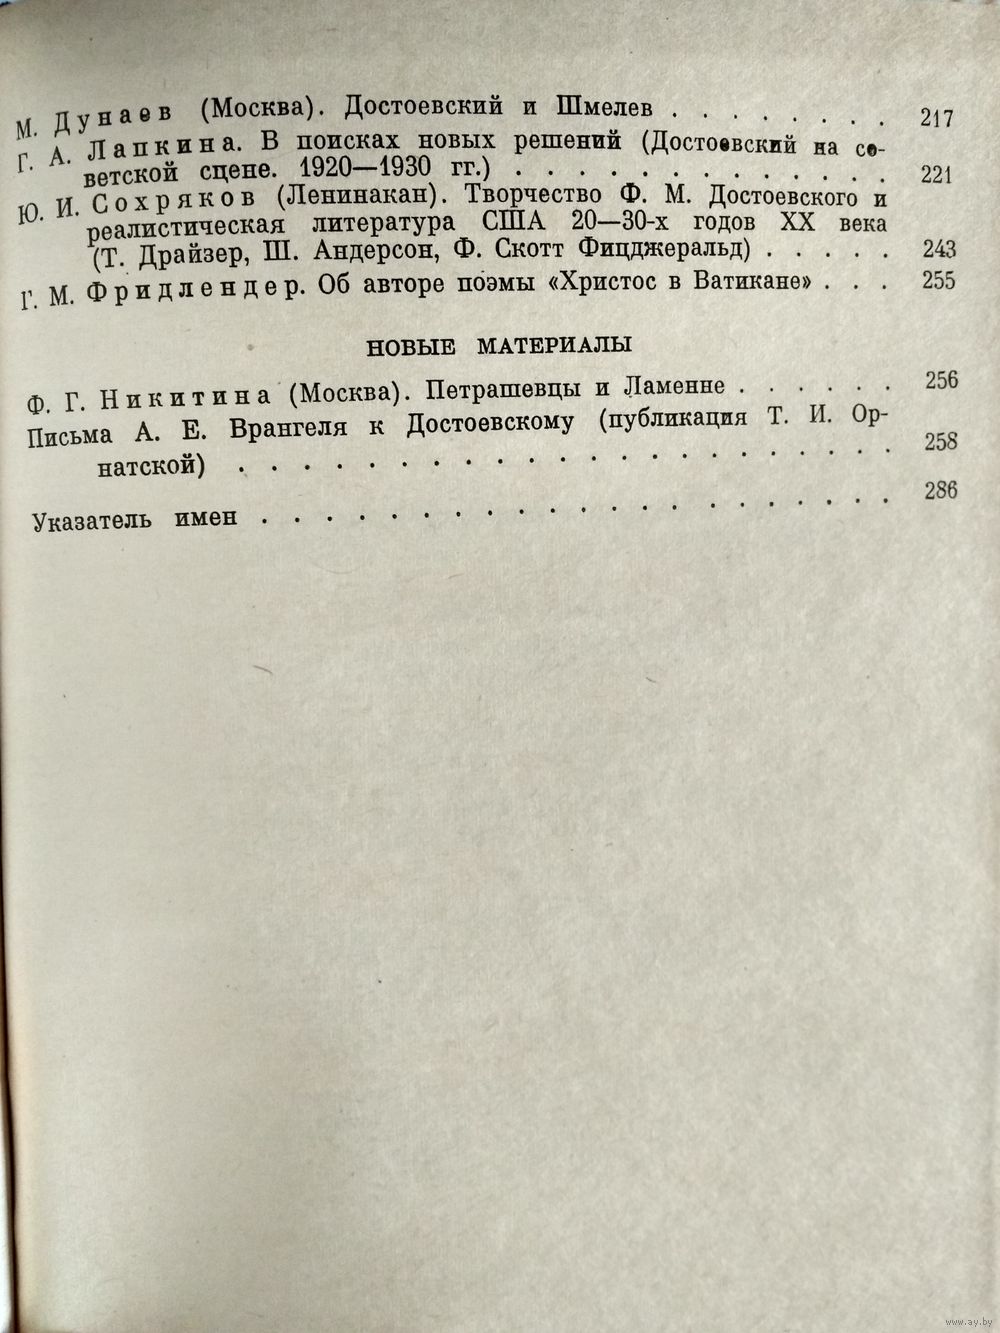 М. Дунаев (Москва). Достоевский и Шмелев . . . . . . . . 217
Г. А. Лапкина. В поисках новых решений (Достоевский на со-
ветской сцене. 1920—1930 гг.) . . . . . . . . . . . . 221
Ю. И. Сохряков (Ленинакан). Творчество Ф. М. Достоевского и
реалистическая литература США 20—30-х годов XX века
(Т. Драйзер, Ш. Андерсон, Ф. Скотт Фицджеральд) . . . . . 243
Г. М. Фридлендер. Об авторе поэмы «Христос в Ватикане» . . . 255
НОВЫЕ МАТЕРИАЛЫ
Ф. Г. Никитина (Москва). Петрашевцы и Ламенне . . . . . . 256
Письма А. Е. Врангеля к Достоевскому (публикация Т. И. Ор-
натской) . . . . . . . . . . . . . . . . . . . . . 258
Указатель имен . . . . . . . . . . . . . . . . . . . . 286
www.ay.by